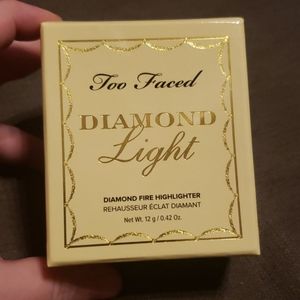 Too Faced
DIAMOND
Light
DIAMOND FIRE HIGHLIGHTER
REHAUSSEUR ÉCLAT DIAMANT
Net Wt. 12 g / 0.42 Oz.